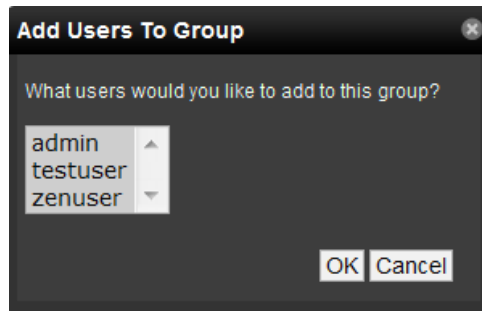 Add Users To Group
What users would you like to add to this group?
admin
testuser
zenuser
OK Cancel